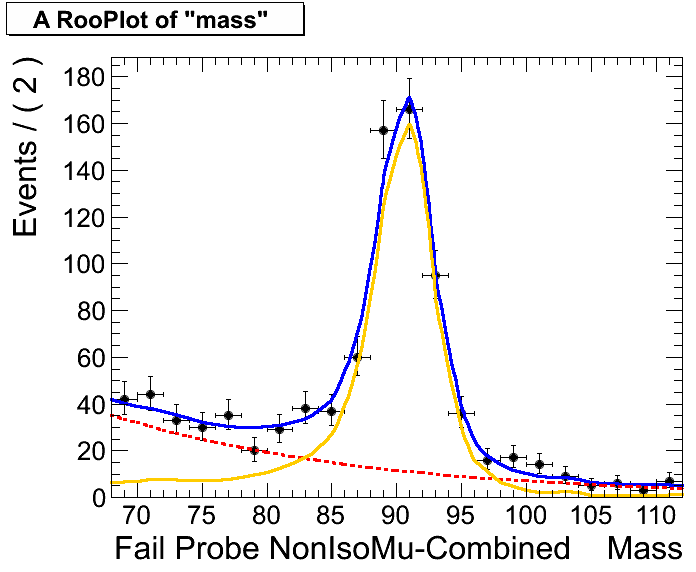 A RooPlot of "mass"
Events / ( 2 )
180
160
140
120
100
80
60
40
20
0
70 75 80 85 90 95 100 105 110
Fail Probe NonIsoMu-Combined Mass